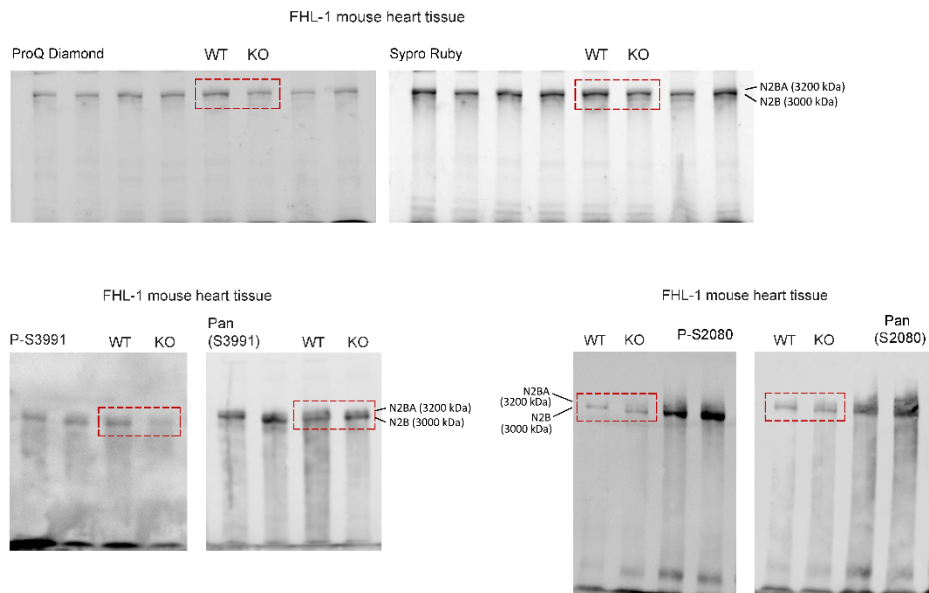 FHL-1 mouse heart tissue
ProQ Diamond
WT KO
Sypro Ruby
WT KO
N2BA (3200 kDa)
N2B (3000 kDa)
FHL-1 mouse heart tissue
P-S3991
WT KO
Pan
(S3991)
WT KO
N2BA (3200 kDa)
N2B (3000 kDa)
FHL-1 mouse heart tissue
WT KO
P-S2080
WT KO
Pan
(S2080)
N2BA
(3200 kDa)
N2B
(3000 kDa)